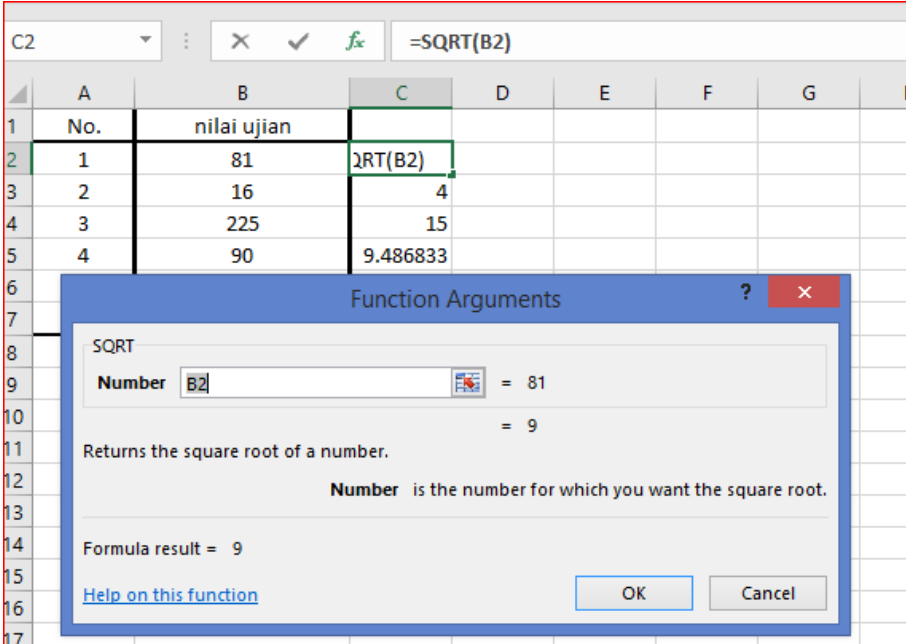 C2 fx =SQRT(B2)
A B C D E F G
1 No. nilai ujian
2 1 81 QRT(B2)
3 2 16 4
4 3 225 15
5 4 90 9.486833
6
Function Arguments ? ×
7
8 SQRT
9 Number B2 = 81
10 = 9
11 Returns the square root of a number.
12 Number is the number for which you want the square root.
13
14 Formula result = 9
15
16 Help on this function OK Cancel
17